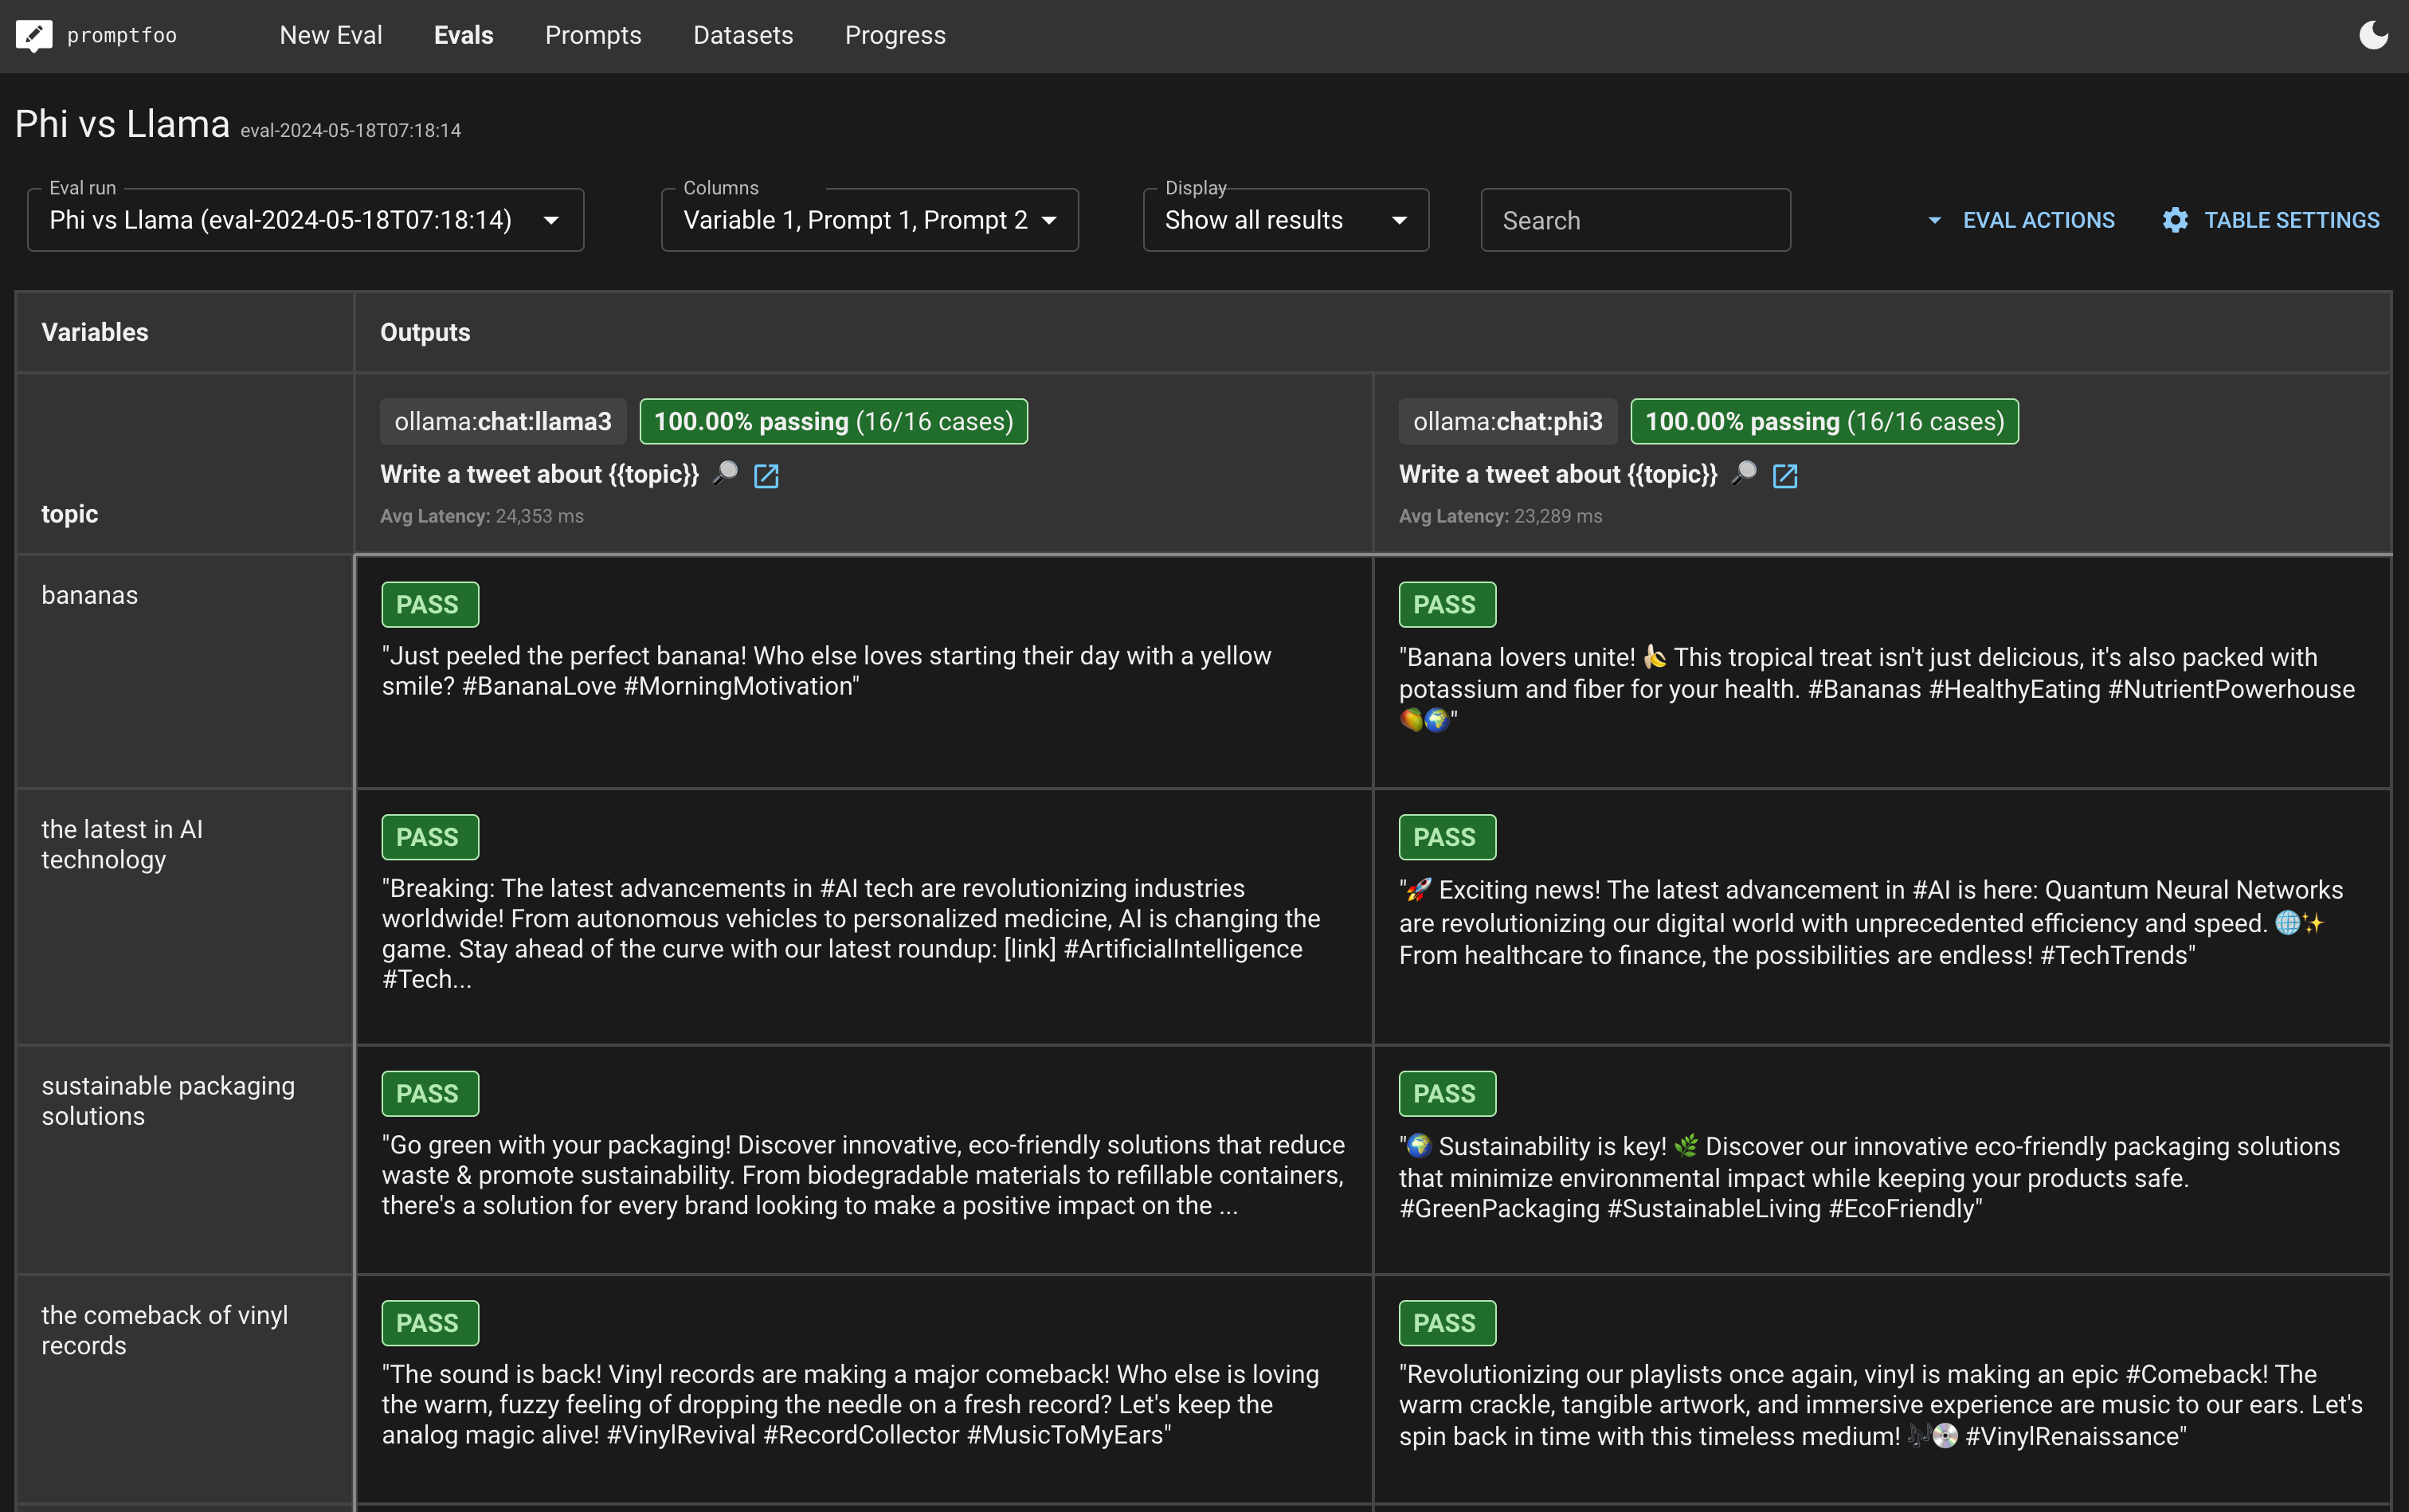 promptfoo
New Eval
Evals
Prompts
Datasets
Progress
Phi vs Llama eval-2024-05-18T07:18:14
Eval run
Phi vs Llama (eval-2024-05-18T07:18:14)
Columns
Variable 1, Prompt 1, Prompt 2
Display
Show all results
Search
EVAL ACTIONS
TABLE SETTINGS
Variables
Outputs
topic
ollama:chat:llama3
100.00% passing (16/16 cases)
Write a tweet about {{topic}} 🔎
Avg Latency: 24,353 ms
ollama:chat:phi3
100.00% passing (16/16 cases)
Write a tweet about {{topic}} 🔎
Avg Latency: 23,289 ms
bananas
PASS
"Just peeled the perfect banana! Who else loves starting their day with a yellow
smile? #BananaLove #MorningMotivation"
PASS
"Banana lovers unite! 🍌 This tropical treat isn't just delicious, it's also packed with
potassium and fiber for your health. #Bananas #HealthyEating #NutrientPowerhouse
🥭🌍"
the latest in AI
technology
PASS
"Breaking: The latest advancements in #AI tech are revolutionizing industries
worldwide! From autonomous vehicles to personalized medicine, AI is changing the
game. Stay ahead of the curve with our latest roundup: [link] #ArtificialIntelligence
#Tech...
PASS
"🚀 Exciting news! The latest advancement in #AI is here: Quantum Neural Networks
are revolutionizing our digital world with unprecedented efficiency and speed. 🌐✨
From healthcare to finance, the possibilities are endless! #TechTrends"
sustainable packaging
solutions
PASS
"Go green with your packaging! Discover innovative, eco-friendly solutions that reduce
waste & promote sustainability. From biodegradable materials to refillable containers,
there's a solution for every brand looking to make a positive impact on the ...
PASS
"🌍 Sustainability is key! 🌿 Discover our innovative eco-friendly packaging solutions
that minimize environmental impact while keeping your products safe.
#GreenPackaging #SustainableLiving #EcoFriendly"
the comeback of vinyl
records
PASS
"The sound is back! Vinyl records are making a major comeback! Who else is loving
the warm, fuzzy feeling of dropping the needle on a fresh record? Let's keep the
analog magic alive! #VinylRevival #RecordCollector #MusicToMyEars"
PASS
"Revolutionizing our playlists once again, vinyl is making an epic #Comeback! The
warm crackle, tangible artwork, and immersive experience are music to our ears. Let's
spin back in time with this timeless medium! 🎶💿 #VinylRenaissance"